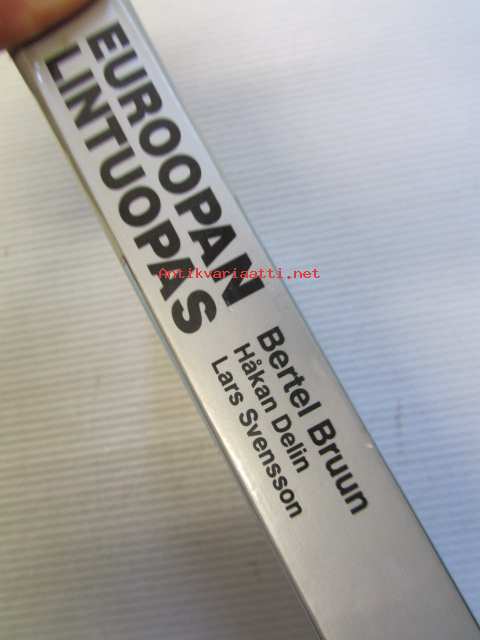 EUROOPAN
LINTUOPAS
Bertel Bruun
Håkan Delin
Lars Svensson
Antikvariaatti.net